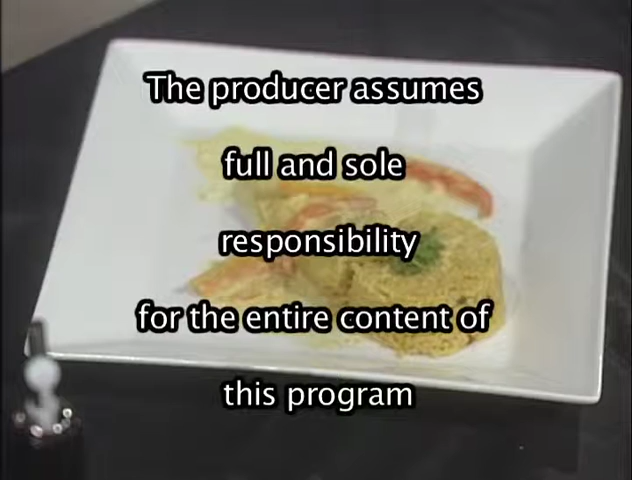 The producer assumes
full and sole
responsibility
for the entire content of
this program